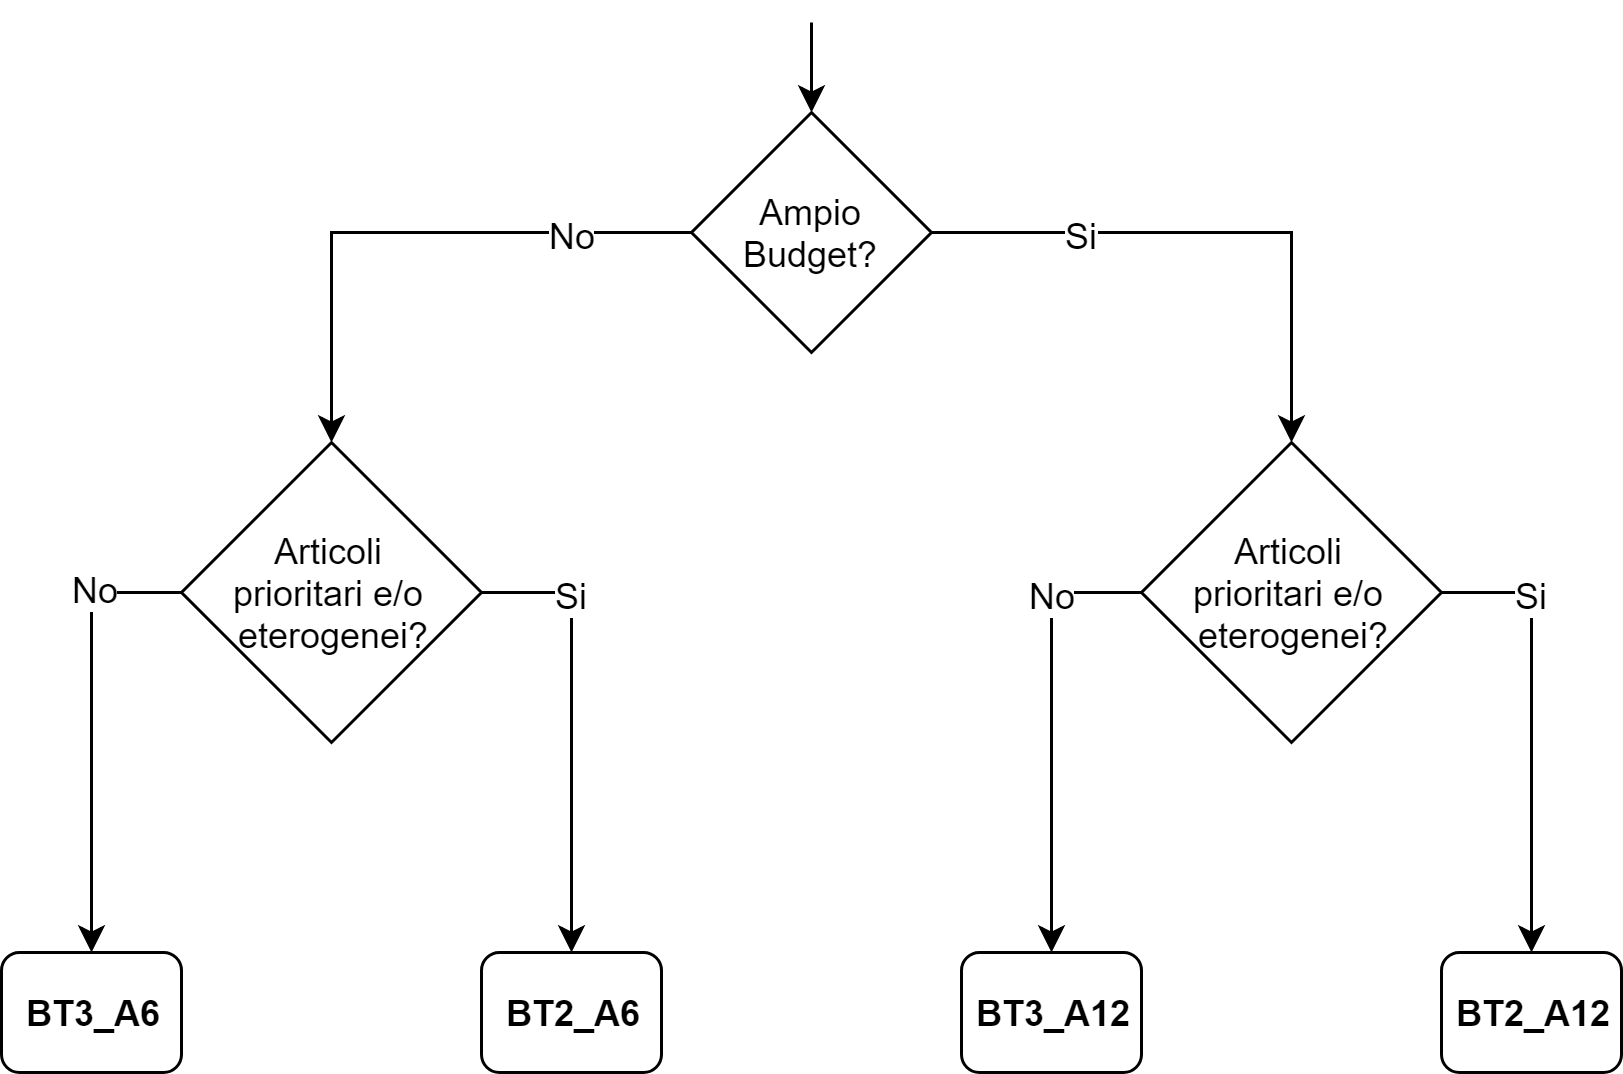 Ampio
Budget?
No
Si
Articoli
prioritari e/o
eterogenei?
No
Si
Articoli
prioritari e/o
eterogenei?
No
Si
BT3_A6
BT2_A6
BT3_A12
BT2_A12